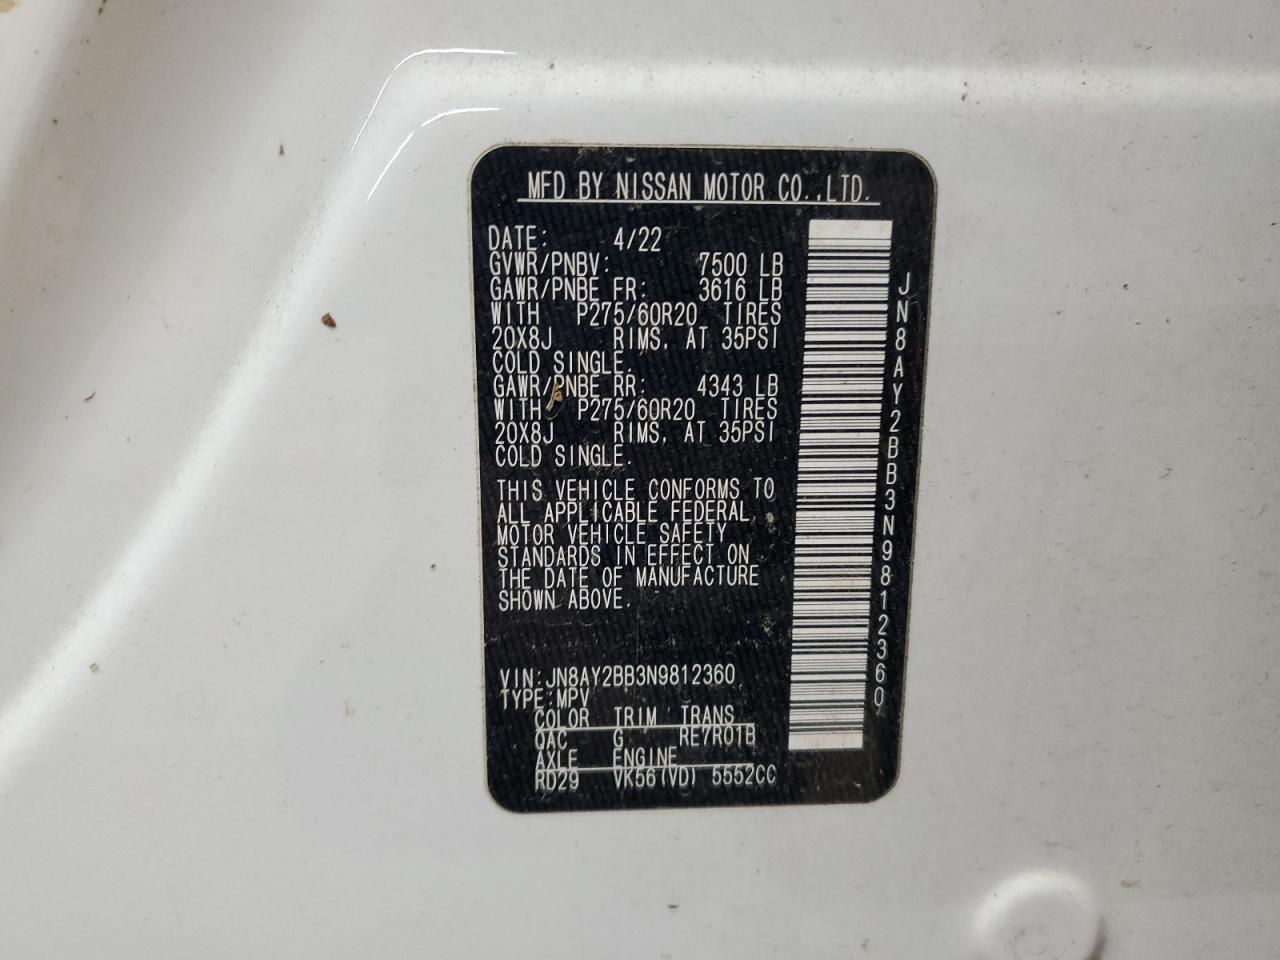 MFD BY NISSAN MOTOR CO.,LTD.
DATE: 4/22
GVWR/PNBV: 7500 LB
GAWR/PNBE FR: 3616 LB
WITH P275/60R20 TIRES
20X8J RIMS, AT 35PSI
COLD SINGLE.
GAWR/PNBE RR: 4343 LB
WITH P275/60R20 TIRES
20X8J RIMS, AT 35PSI
COLD SINGLE.
THIS VEHICLE CONFORMS TO
ALL APPLICABLE FEDERAL
MOTOR VEHICLE SAFETY
STANDARDS IN EFFECT ON
THE DATE OF MANUFACTURE
SHOWN ABOVE.
VIN:JN8AY2BB3N9812360
TYPE:MPV
COLOR TRIM TRANS
QAC G RE7R01B
AXLE ENGINE
RD29 VK56(VD) 5552CC
JN8AY2BB3N9812360